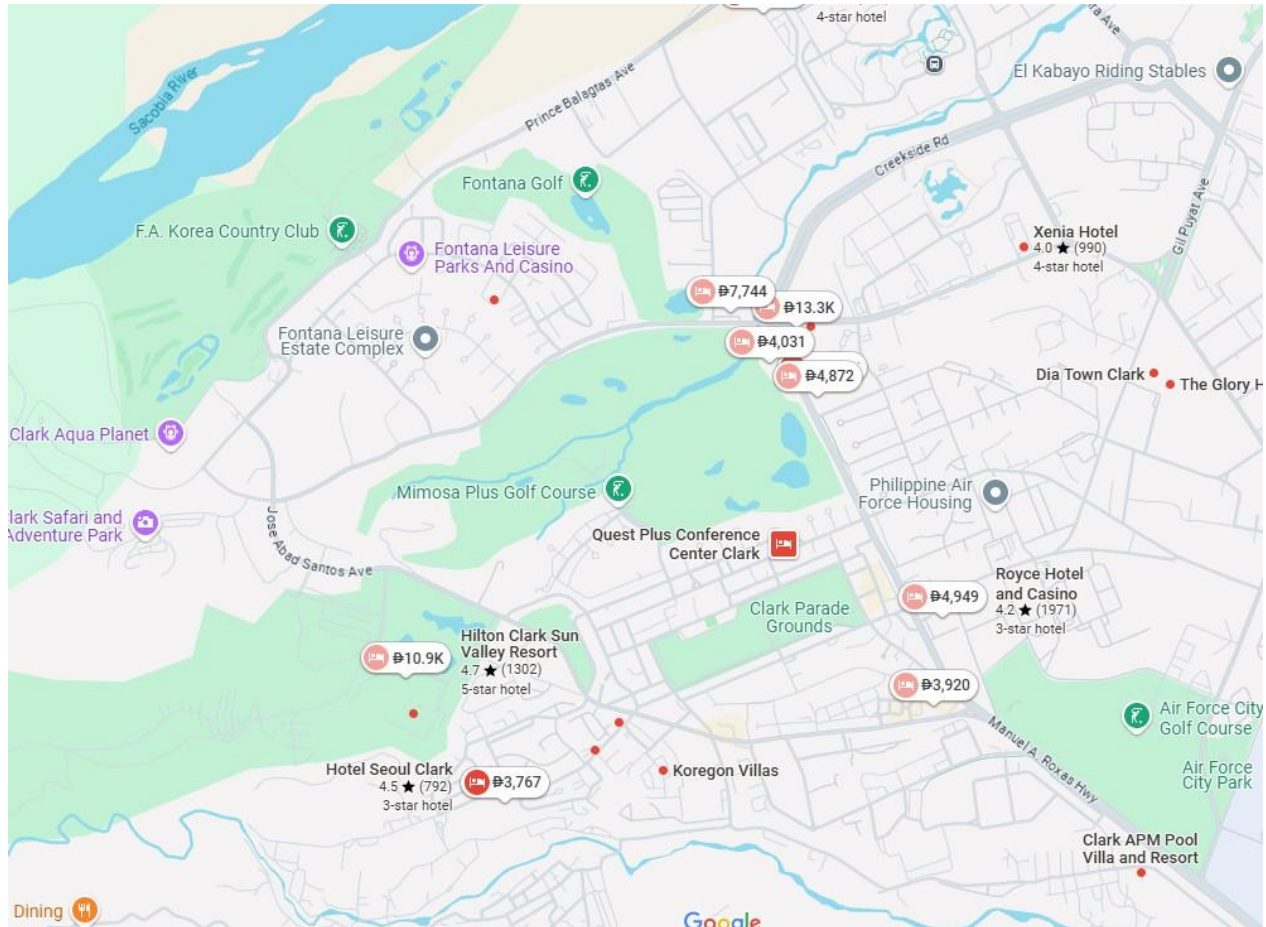 4-star hotel
El Kabayo Riding Stables
Sacobia River
Prince Balagtas Ave
Creekside Rd
Fontana Golf
Gil Puyat Ave
F.A. Korea Country Club
Xenia Hotel
4.0 ★ (990)
4-star hotel
Fontana Leisure
Parks And Casino
₱7,744
₱13.3K
Fontana Leisure
Estate Complex
₱4,031
₱4,872
Dia Town Clark
The Glory H
Clark Aqua Planet
Mimosa Plus Golf Course
Philippine Air
Force Housing
lark Safari and
Adventure Park
Jose Abad Santos Ave
Quest Plus Conference
Center Clark
Royce Hotel
and Casino
4.2 ★ (1971)
3-star hotel
₱4,949
Clark Parade
Grounds
Hilton Clark Sun
Valley Resort
4.7 ★ (1302)
5-star hotel
₱10.9K
₱3,920
Air Force City
Golf Course
Manuel A. Roxas Hwy
Air Force
City Park
Hotel Seoul Clark
4.5 ★ (792)
3-star hotel
₱3,767
Koregon Villas
Clark APM Pool
Villa and Resort
Dining
Google